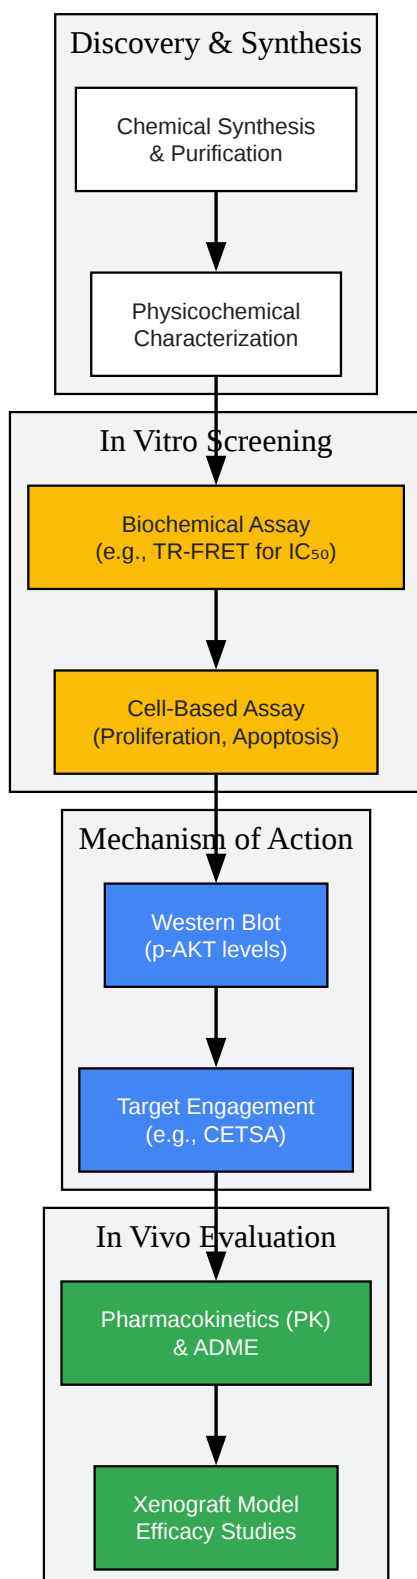 Discovery & Synthesis
Chemical Synthesis
& Purification
Physicochemical
Characterization
In Vitro Screening
Biochemical Assay
(e.g., TR-FRET for IC₅₀)
Cell-Based Assay
(Proliferation, Apoptosis)
Mechanism of Action
Western Blot
(p-AKT levels)
Target Engagement
(e.g., CETSA)
In Vivo Evaluation
Pharmacokinetics (PK)
& ADME
Xenograft Model
Efficacy Studies